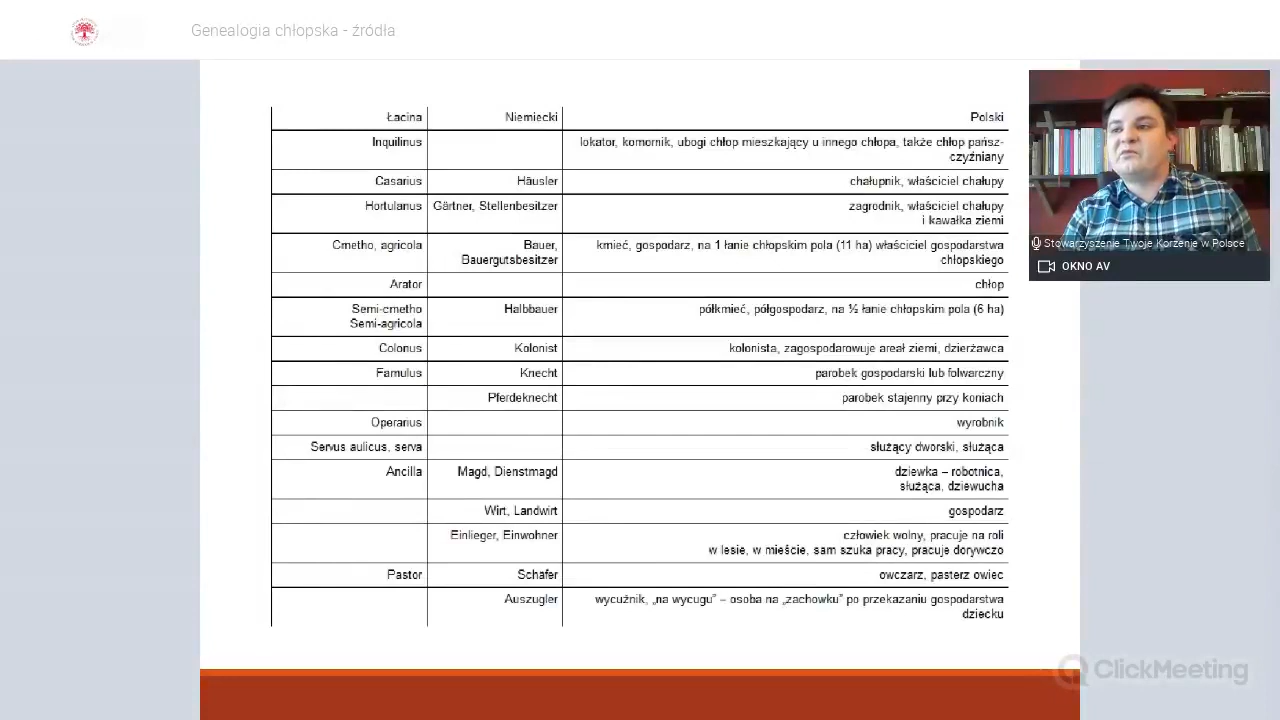 Genealogia chłopska - źródła
Łacina Niemiecki Polski
Inquilinus lokator, komornik, ubogi chłop mieszkający u innego chłopa, także chłop pańsz-
czyźniany
Casarius Häusler chałupnik, właściciel chałupy
Hortulanus Gärtner, Stellenbesitzer zagrodnik, właściciel chałupy
i kawałka ziemi
Cmetho, agricola Bauer, kmieć, gospodarz, na 1 łanie chłopskim pola (11 ha) właściciel gospodarstwa
Bauergutsbesitzer chłopskiego
Arator chłop
Semi-cmetho Halbbauer półkmieć, półgospodarz, na ½ łanie chłopskim pola (6 ha)
Semi-agricola
Colonus Kolonist kolonista, zagospodarowuje areał ziemi, dzierżawca
Famulus Knecht parobek gospodarski lub folwarczny
Pferdeknecht parobek stajenny przy koniach
Operarius wyrobnik
Servus aulicus, serva służący dworski, służąca
Ancilla Magd, Dienstmagd dziewka – robotnica,
służąca, dziewucha
Wirt, Landwirt gospodarz
Einlieger, Einwohner człowiek wolny, pracuje na roli
w lesie, w mieście, sam szuka pracy, pracuje dorywczo
Pastor Schäfer owczarz, pasterz owiec
Auszugler wycuźnik, „na wycugu” – osoba na „zachowku” po przekazaniu gospodarstwa
dziecku
Stowarzyszenie Twoje Korzenie w Polsce
OKNO AV
ClickMeeting